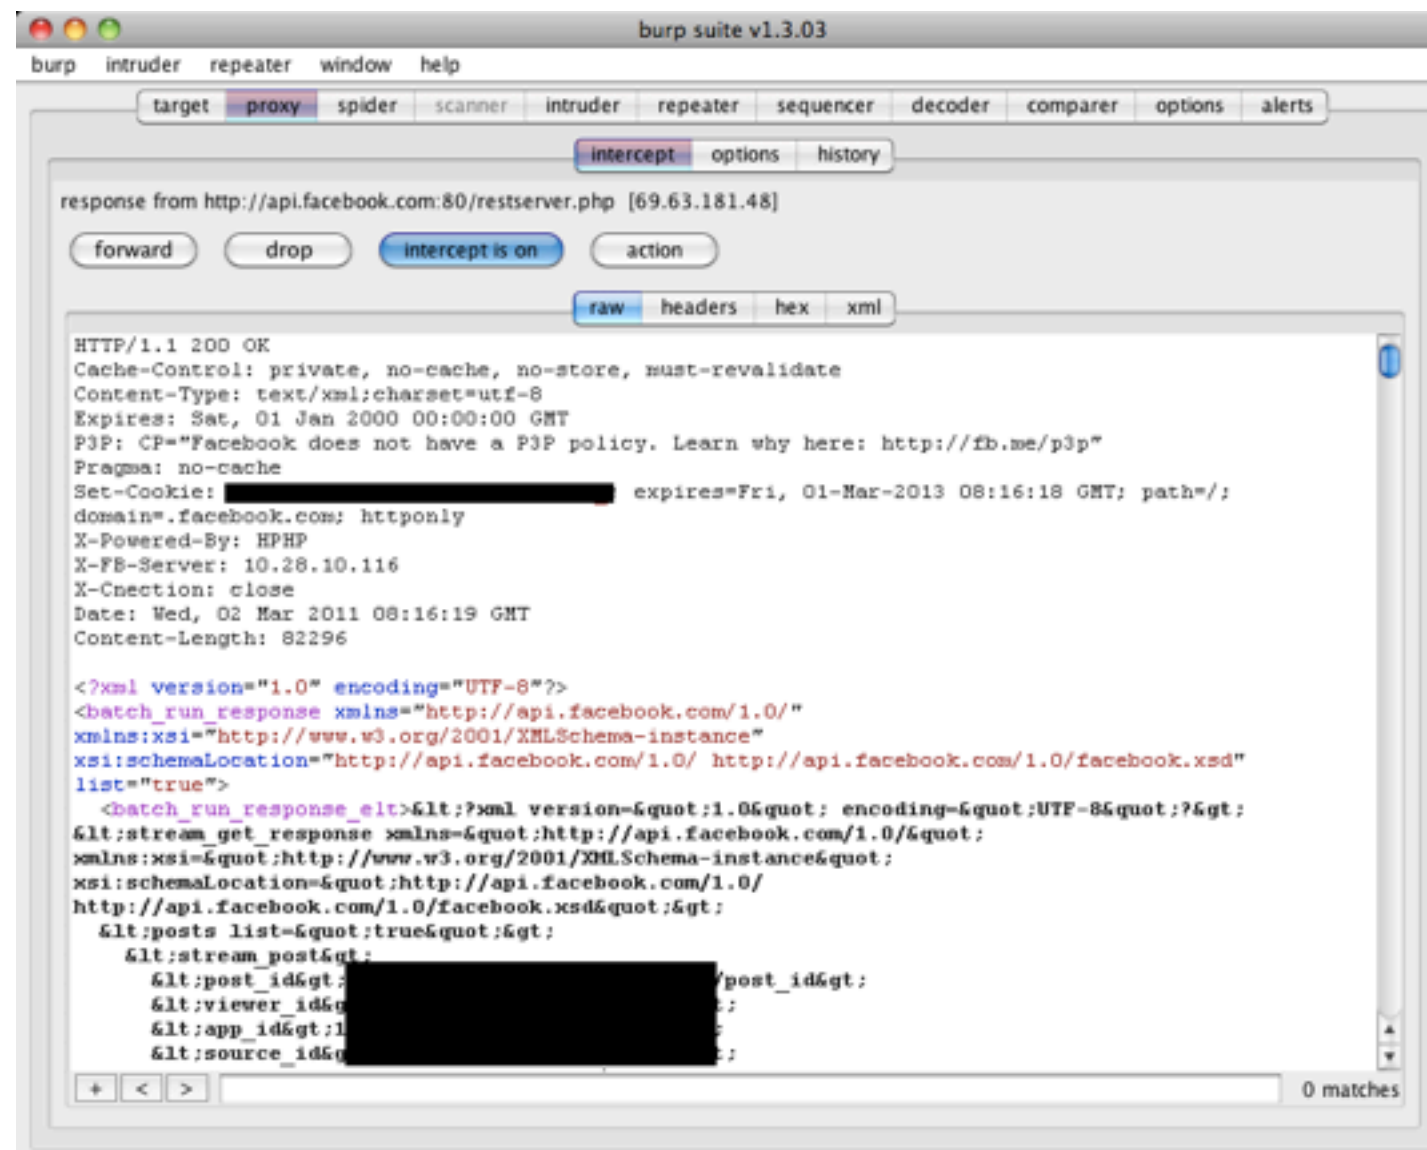 burp suite v1.3.03
burp intruder repeater window help
target proxy spider scanner intruder repeater sequencer decoder comparer options alerts
intercept options history
response from http://api.facebook.com:80/restserver.php [69.63.181.48]
forward drop intercept is on action
raw headers hex xml
HTTP/1.1 200 OK
Cache-Control: private, no-cache, no-store, must-revalidate
Content-Type: text/xml;charset=utf-8
Expires: Sat, 01 Jan 2000 00:00:00 GMT
P3P: CP="Facebook does not have a P3P policy. Learn why here: http://fb.me/p3p"
Pragma: no-cache
Set-Cookie: expires=Fri, 01-Mar-2013 08:16:18 GMT; path=/;
domain=.facebook.com; httponly
X-Powered-By: HPHP
X-FB-Server: 10.28.10.116
X-Cnection: close
Date: Wed, 02 Mar 2011 08:16:19 GMT
Content-Length: 82296
<?xml version="1.0" encoding="UTF-8"?>
<batch_run_response xmlns="http://api.facebook.com/1.0/"
xmlns:xsi="http://www.w3.org/2001/XMLSchema-instance"
xsi:schemaLocation="http://api.facebook.com/1.0/ http://api.facebook.com/1.0/facebook.xsd"
list="true">
<batch_run_response_elt>&lt;?xml version=&quot;1.0&quot; encoding=&quot;UTF-8&quot;?&gt;
&lt;stream_get_response xmlns=&quot;http://api.facebook.com/1.0/&quot;
xmlns:xsi=&quot;http://www.w3.org/2001/XMLSchema-instance&quot;
xsi:schemaLocation=&quot;http://api.facebook.com/1.0/
http://api.facebook.com/1.0/facebook.xsd&quot;&gt;
&lt;posts list=&quot;true&quot;&gt;
&lt;stream_post&gt;
&lt;post_id&gt; /post_id&gt;
&lt;viewer_id&g t;
&lt;app_id&gt;1 ;
&lt;source_id&g t;
+ < > 0 matches